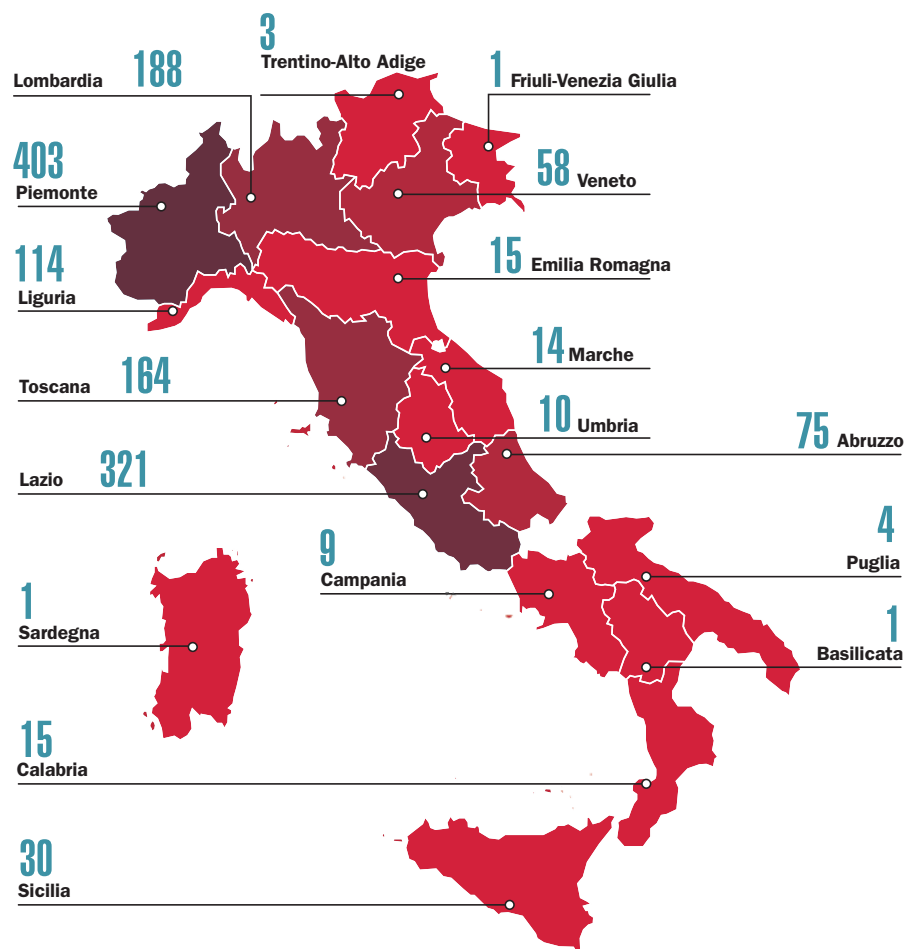 3
Trentino-Alto Adige
Lombardia 188
1 Friuli-Venezia Giulia
403
Piemonte
58 Veneto
114
Liguria
15 Emilia Romagna
14 Marche
Toscana 164
10 Umbria
75 Abruzzo
Lazio 321
4
Puglia
9
Campania
1
Sardegna
1
Basilicata
15
Calabria
30
Sicilia